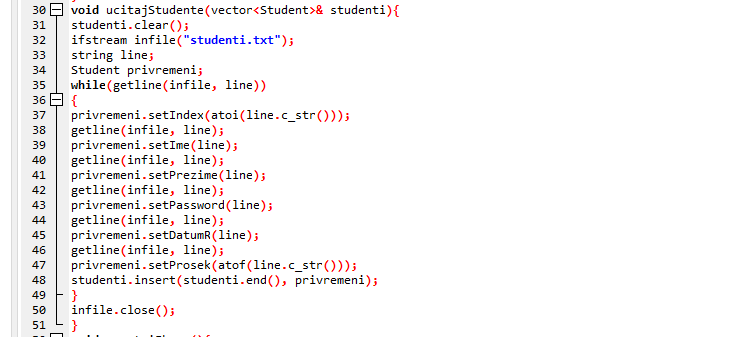 30 void ucitajStudente(vector<Student>& studenti){
31 studenti.clear();
32 ifstream infile("studenti.txt");
33 string line;
34 Student privremeni;
35 while(getline(infile, line))
36 {
37 privremeni.setIndex(atoi(line.c_str()));
38 getline(infile, line);
39 privremeni.setIme(line);
40 getline(infile, line);
41 privremeni.setPrezime(line);
42 getline(infile, line);
43 privremeni.setPassword(line);
44 getline(infile, line);
45 privremeni.setDatumR(line);
46 getline(infile, line);
47 privremeni.setProsek(atof(line.c_str()));
48 studenti.insert(studenti.end(), privremeni);
49 }
50 infile.close();
51 }